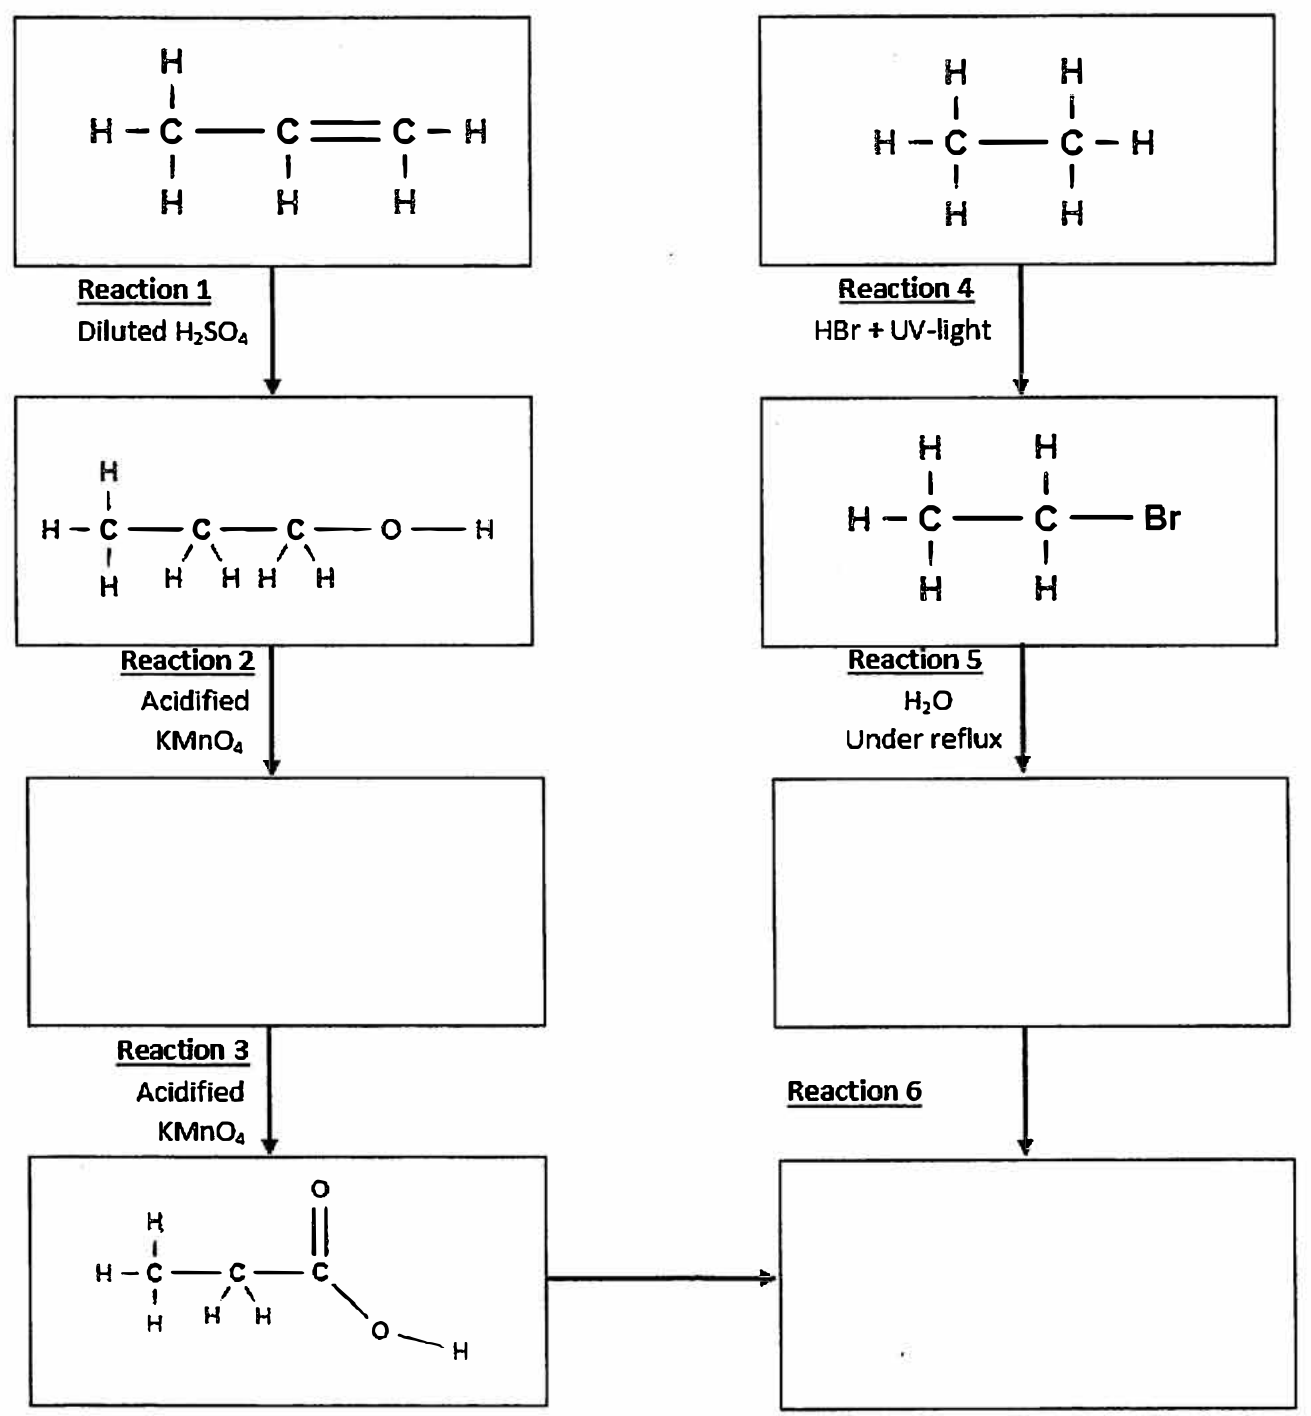 H
H – C — C = C – H
H H H
Reaction 1
Diluted H₂SO₄
H
H – C — C — C — O — H
H H H H H
Reaction 2
Acidified
KMnO₄
Reaction 3
Acidified
KMnO₄
O
H
H – C — C — C
H H H
O
H
H H
H – C — C – H
H H
Reaction 4
HBr + UV-light
H H
H – C — C — Br
H H
Reaction 5
H₂O
Under reflux
Reaction 6